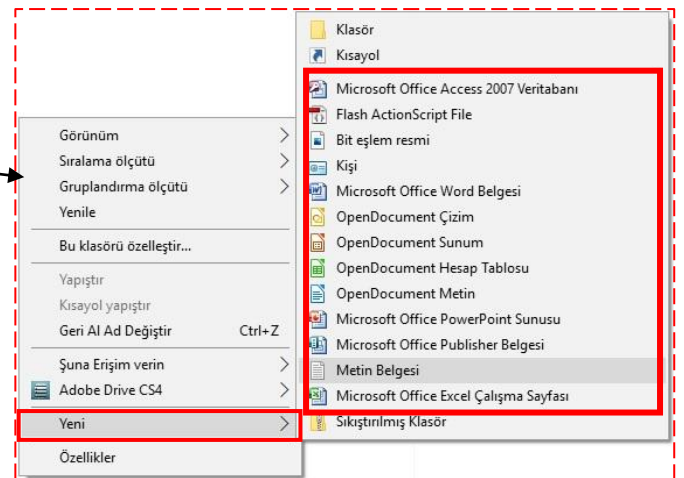 Klasör
Kısayol
Microsoft Office Access 2007 Veritabanı
Flash ActionScript File
Bit eşlem resmi
Kişi
Microsoft Office Word Belgesi
OpenDocument Çizim
OpenDocument Sunum
OpenDocument Hesap Tablosu
OpenDocument Metin
Microsoft Office PowerPoint Sunusu
Microsoft Office Publisher Belgesi
Metin Belgesi
Microsoft Office Excel Çalışma Sayfası
Sıkıştırılmış Klasör
Görünüm
Sıralama ölçütü
Gruplandırma ölçütü
Yenile
Bu klasörü özelleştir...
Yapıştır
Kısayol yapıştır
Geri Al Ad Değiştir Ctrl+Z
Şuna Erişim verin
Adobe Drive CS4
Yeni
Özellikler